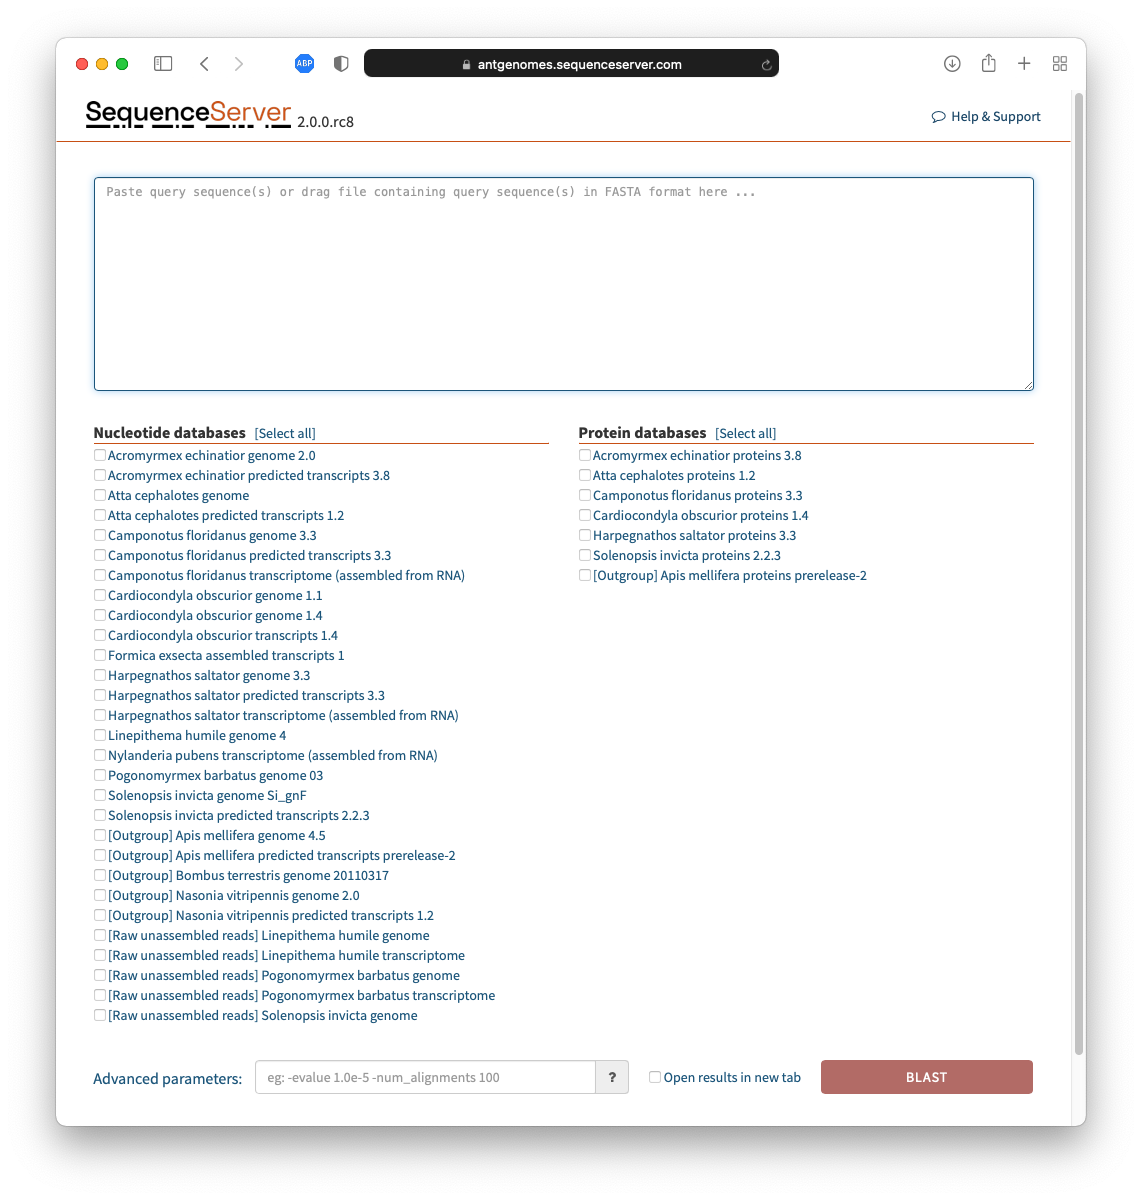 ABP
antgenomes.sequenceserver.com
SequenceServer 2.0.0.rc8
Help & Support
Paste query sequence(s) or drag file containing query sequence(s) in FASTA format here ...
Nucleotide databases [Select all]
Acromyrmex echinatior genome 2.0
Acromyrmex echinatior predicted transcripts 3.8
Atta cephalotes genome
Atta cephalotes predicted transcripts 1.2
Camponotus floridanus genome 3.3
Camponotus floridanus predicted transcripts 3.3
Camponotus floridanus transcriptome (assembled from RNA)
Cardiocondyla obscurior genome 1.1
Cardiocondyla obscurior genome 1.4
Cardiocondyla obscurior transcripts 1.4
Formica exsecta assembled transcripts 1
Harpegnathos saltator genome 3.3
Harpegnathos saltator predicted transcripts 3.3
Harpegnathos saltator transcriptome (assembled from RNA)
Linepithema humile genome 4
Nylanderia pubens transcriptome (assembled from RNA)
Pogonomyrmex barbatus genome 03
Solenopsis invicta genome Si_gnF
Solenopsis invicta predicted transcripts 2.2.3
[Outgroup] Apis mellifera genome 4.5
[Outgroup] Apis mellifera predicted transcripts prerelease-2
[Outgroup] Bombus terrestris genome 20110317
[Outgroup] Nasonia vitripennis genome 2.0
[Outgroup] Nasonia vitripennis predicted transcripts 1.2
[Raw unassembled reads] Linepithema humile genome
[Raw unassembled reads] Linepithema humile transcriptome
[Raw unassembled reads] Pogonomyrmex barbatus genome
[Raw unassembled reads] Pogonomyrmex barbatus transcriptome
[Raw unassembled reads] Solenopsis invicta genome
Protein databases [Select all]
Acromyrmex echinatior proteins 3.8
Atta cephalotes proteins 1.2
Camponotus floridanus proteins 3.3
Cardiocondyla obscurior proteins 1.4
Harpegnathos saltator proteins 3.3
Solenopsis invicta proteins 2.2.3
[Outgroup] Apis mellifera proteins prerelease-2
Advanced parameters: eg: -evalue 1.0e-5 -num_alignments 100 ? Open results in new tab BLAST